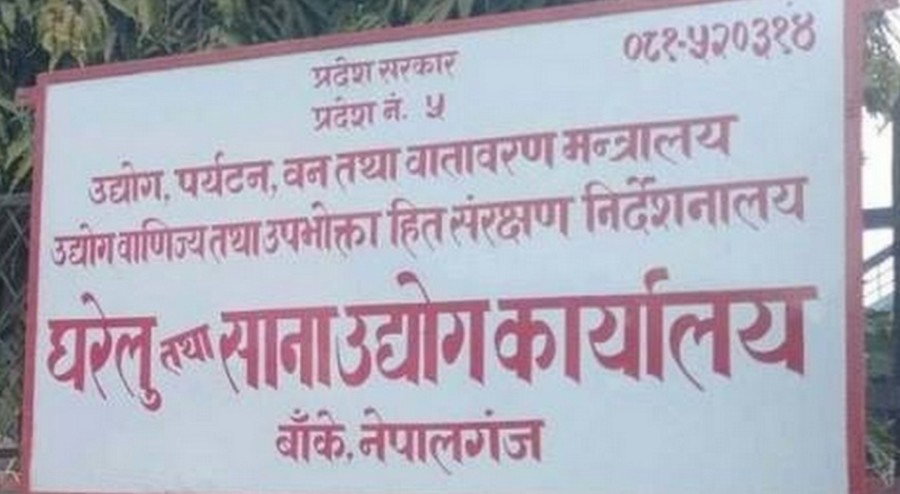 ०८१-५२०३१४
प्रदेश सरकार
प्रदेश नं. ५
उद्योग, पर्यटन, वन तथा वातावरण मन्त्रालय
उद्योग वाणिज्य तथा उपभोक्ता हित संरक्षण निर्देशनालय
घरेलु तथा साना उद्योग कार्यालय
बाँके, नेपालगंज